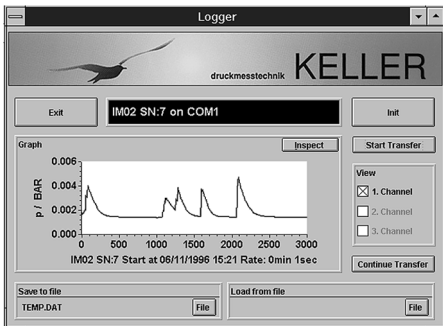 Logger
druckmesstechnik KELLER
Exit
IM02 SN:7 on COM1
Init
Graph
Inspect
Start Transfer
p / BAR
0.006
0.004
0.002
0.000
0 500 1000 1500 2000 2500 3000
IM02 SN:7 Start at 06/11/1996 15:21 Rate: 0min 1sec
View
1. Channel
2. Channel
3. Channel
Continue Transfer
Save to file
TEMP.DAT
File
Load from file
File